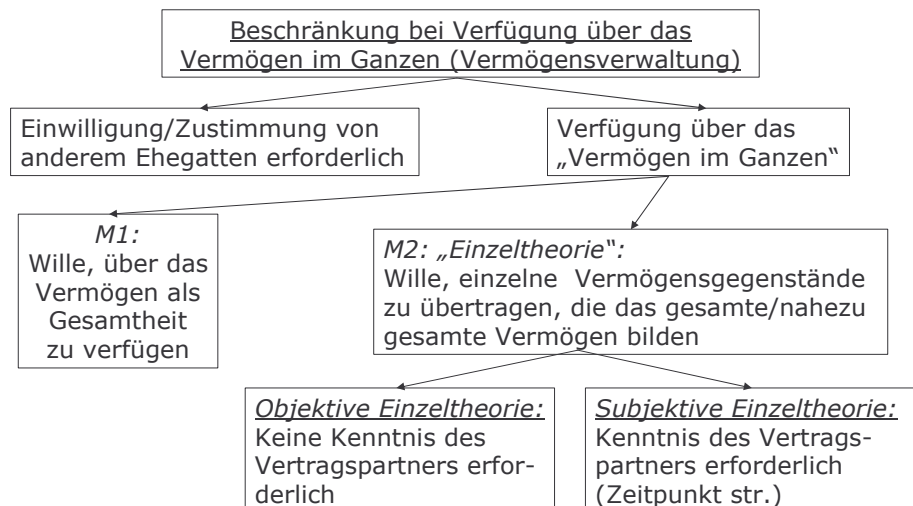 Beschränkung bei Verfügung über das
Vermögen im Ganzen (Vermögensverwaltung)
Einwilligung/Zustimmung von
anderem Ehegatten erforderlich
Verfügung über das
„Vermögen im Ganzen“
M1:
Wille, über das
Vermögen als
Gesamtheit
zu verfügen
M2: „Einzeltheorie“:
Wille, einzelne Vermögensgegenstände
zu übertragen, die das gesamte/nahezu
gesamte Vermögen bilden
Objektive Einzeltheorie:
Keine Kenntnis des
Vertragspartners erfor-
derlich
Subjektive Einzeltheorie:
Kenntnis des Vertrags-
partners erforderlich
(Zeitpunkt str.)